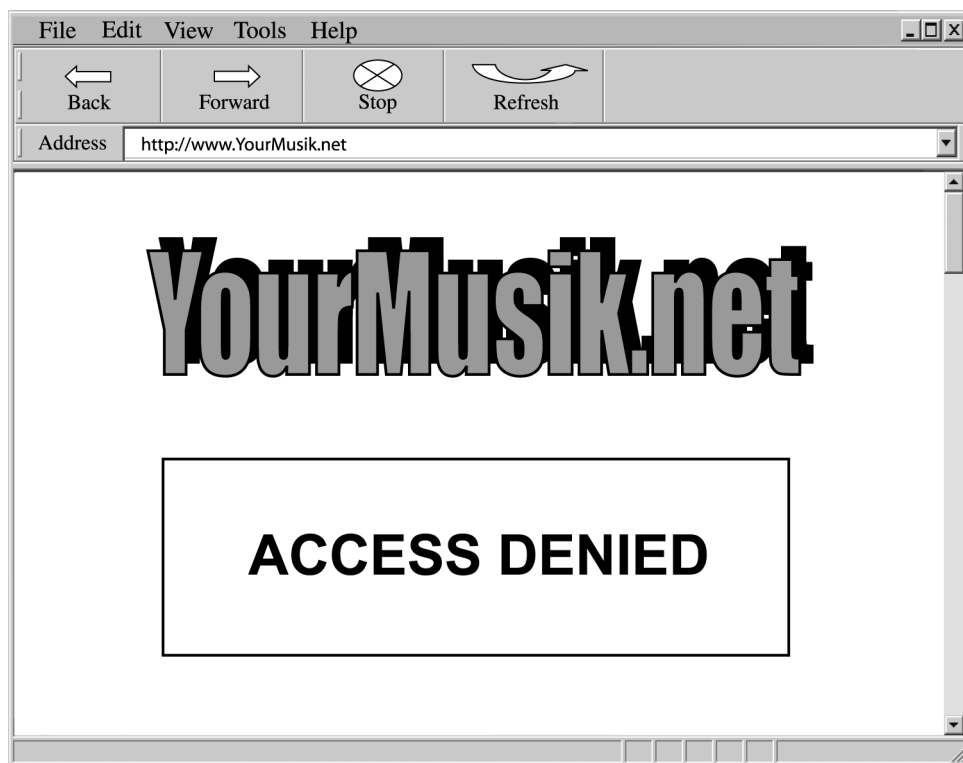 File Edit View Tools Help
Back Forward Stop Refresh
Address http://www.YourMusik.net
YourMusik.net
ACCESS DENIED